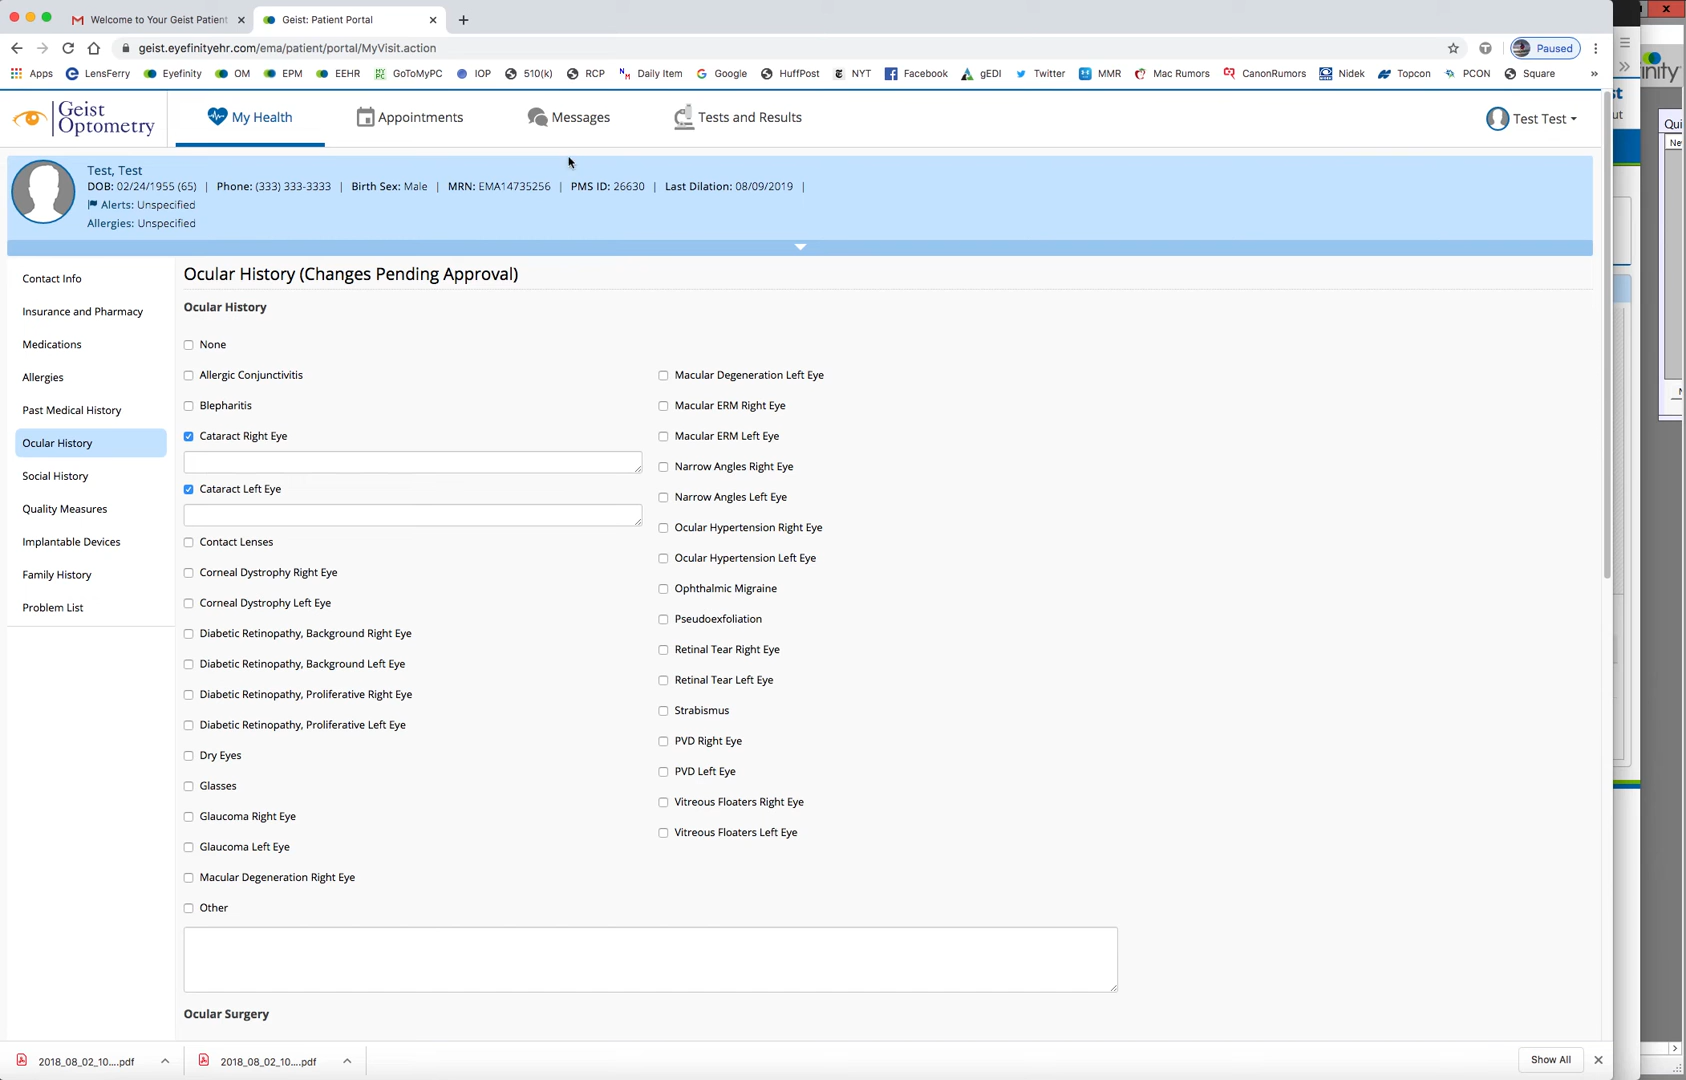 Welcome to Your Geist Patient
Geist: Patient Portal
geist.eyefinityehr.com/ema/patient/portal/MyVisit.action
Paused
Apps LensFerry Eyefinity OM EPM EEHR GoToMyPC IOP 510(k) RCP Daily Item Google HuffPost NYT Facebook gEDI Twitter MMR Mac Rumors CanonRumors Nidek Topcon PCON Square
Geist Optometry
My Health
Appointments
Messages
Tests and Results
Test Test
Test, Test
DOB: 02/24/1955 (65) | Phone: (333) 333-3333 | Birth Sex: Male | MRN: EMA14735256 | PMS ID: 26630 | Last Dilation: 08/09/2019 |
Alerts: Unspecified
Allergies: Unspecified
Contact Info
Insurance and Pharmacy
Medications
Allergies
Past Medical History
Ocular History
Social History
Quality Measures
Implantable Devices
Family History
Problem List
Ocular History (Changes Pending Approval)
Ocular History
None
Allergic Conjunctivitis
Blepharitis
Cataract Right Eye
Cataract Left Eye
Contact Lenses
Corneal Dystrophy Right Eye
Corneal Dystrophy Left Eye
Diabetic Retinopathy, Background Right Eye
Diabetic Retinopathy, Background Left Eye
Diabetic Retinopathy, Proliferative Right Eye
Diabetic Retinopathy, Proliferative Left Eye
Dry Eyes
Glasses
Glaucoma Right Eye
Glaucoma Left Eye
Macular Degeneration Right Eye
Other
Macular Degeneration Left Eye
Macular ERM Right Eye
Macular ERM Left Eye
Narrow Angles Right Eye
Narrow Angles Left Eye
Ocular Hypertension Right Eye
Ocular Hypertension Left Eye
Ophthalmic Migraine
Pseudoexfoliation
Retinal Tear Right Eye
Retinal Tear Left Eye
Strabismus
PVD Right Eye
PVD Left Eye
Vitreous Floaters Right Eye
Vitreous Floaters Left Eye
Ocular Surgery
2018_08_02_10....pdf
2018_08_02_10....pdf
Show All